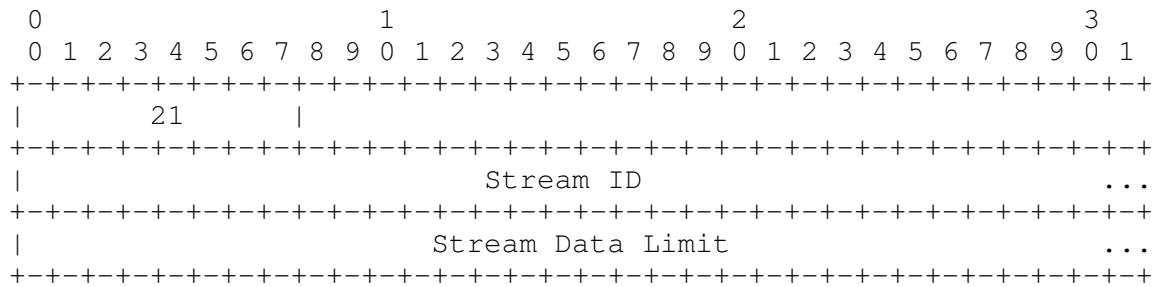 0                   1                   2                   3
 0 1 2 3 4 5 6 7 8 9 0 1 2 3 4 5 6 7 8 9 0 1 2 3 4 5 6 7 8 9 0 1
+-+-+-+-+-+-+-+-+-+-+-+-+-+-+-+-+-+-+-+-+-+-+-+-+-+-+-+-+-+-+-+-+
|       21      |
+-+-+-+-+-+-+-+-+-+-+-+-+-+-+-+-+-+-+-+-+-+-+-+-+-+-+-+-+-+-+-+-+
|                          Stream ID                          ...
+-+-+-+-+-+-+-+-+-+-+-+-+-+-+-+-+-+-+-+-+-+-+-+-+-+-+-+-+-+-+-+-+
|                       Stream Data Limit                     ...
+-+-+-+-+-+-+-+-+-+-+-+-+-+-+-+-+-+-+-+-+-+-+-+-+-+-+-+-+-+-+-+-+